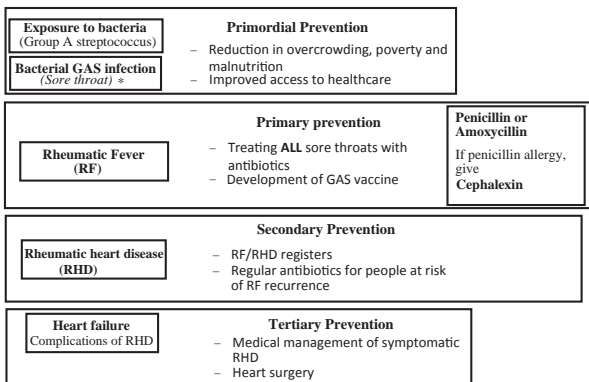 Exposure to bacteria
(Group A streptococcus)
Bacterial GAS infection
(Sore throat) *
Primordial Prevention
– Reduction in overcrowding, poverty and
malnutrition
– Improved access to healthcare
Rheumatic Fever
(RF)
Primary prevention
– Treating ALL sore throats with
antibiotics
– Development of GAS vaccine
Penicillin or
Amoxycillin
If penicillin allergy,
give
Cephalexin
Rheumatic heart disease
(RHD)
Secondary Prevention
– RF/RHD registers
– Regular antibiotics for people at risk
of RF recurrence
Heart failure
Complications of RHD
Tertiary Prevention
– Medical management of symptomatic
RHD
– Heart surgery